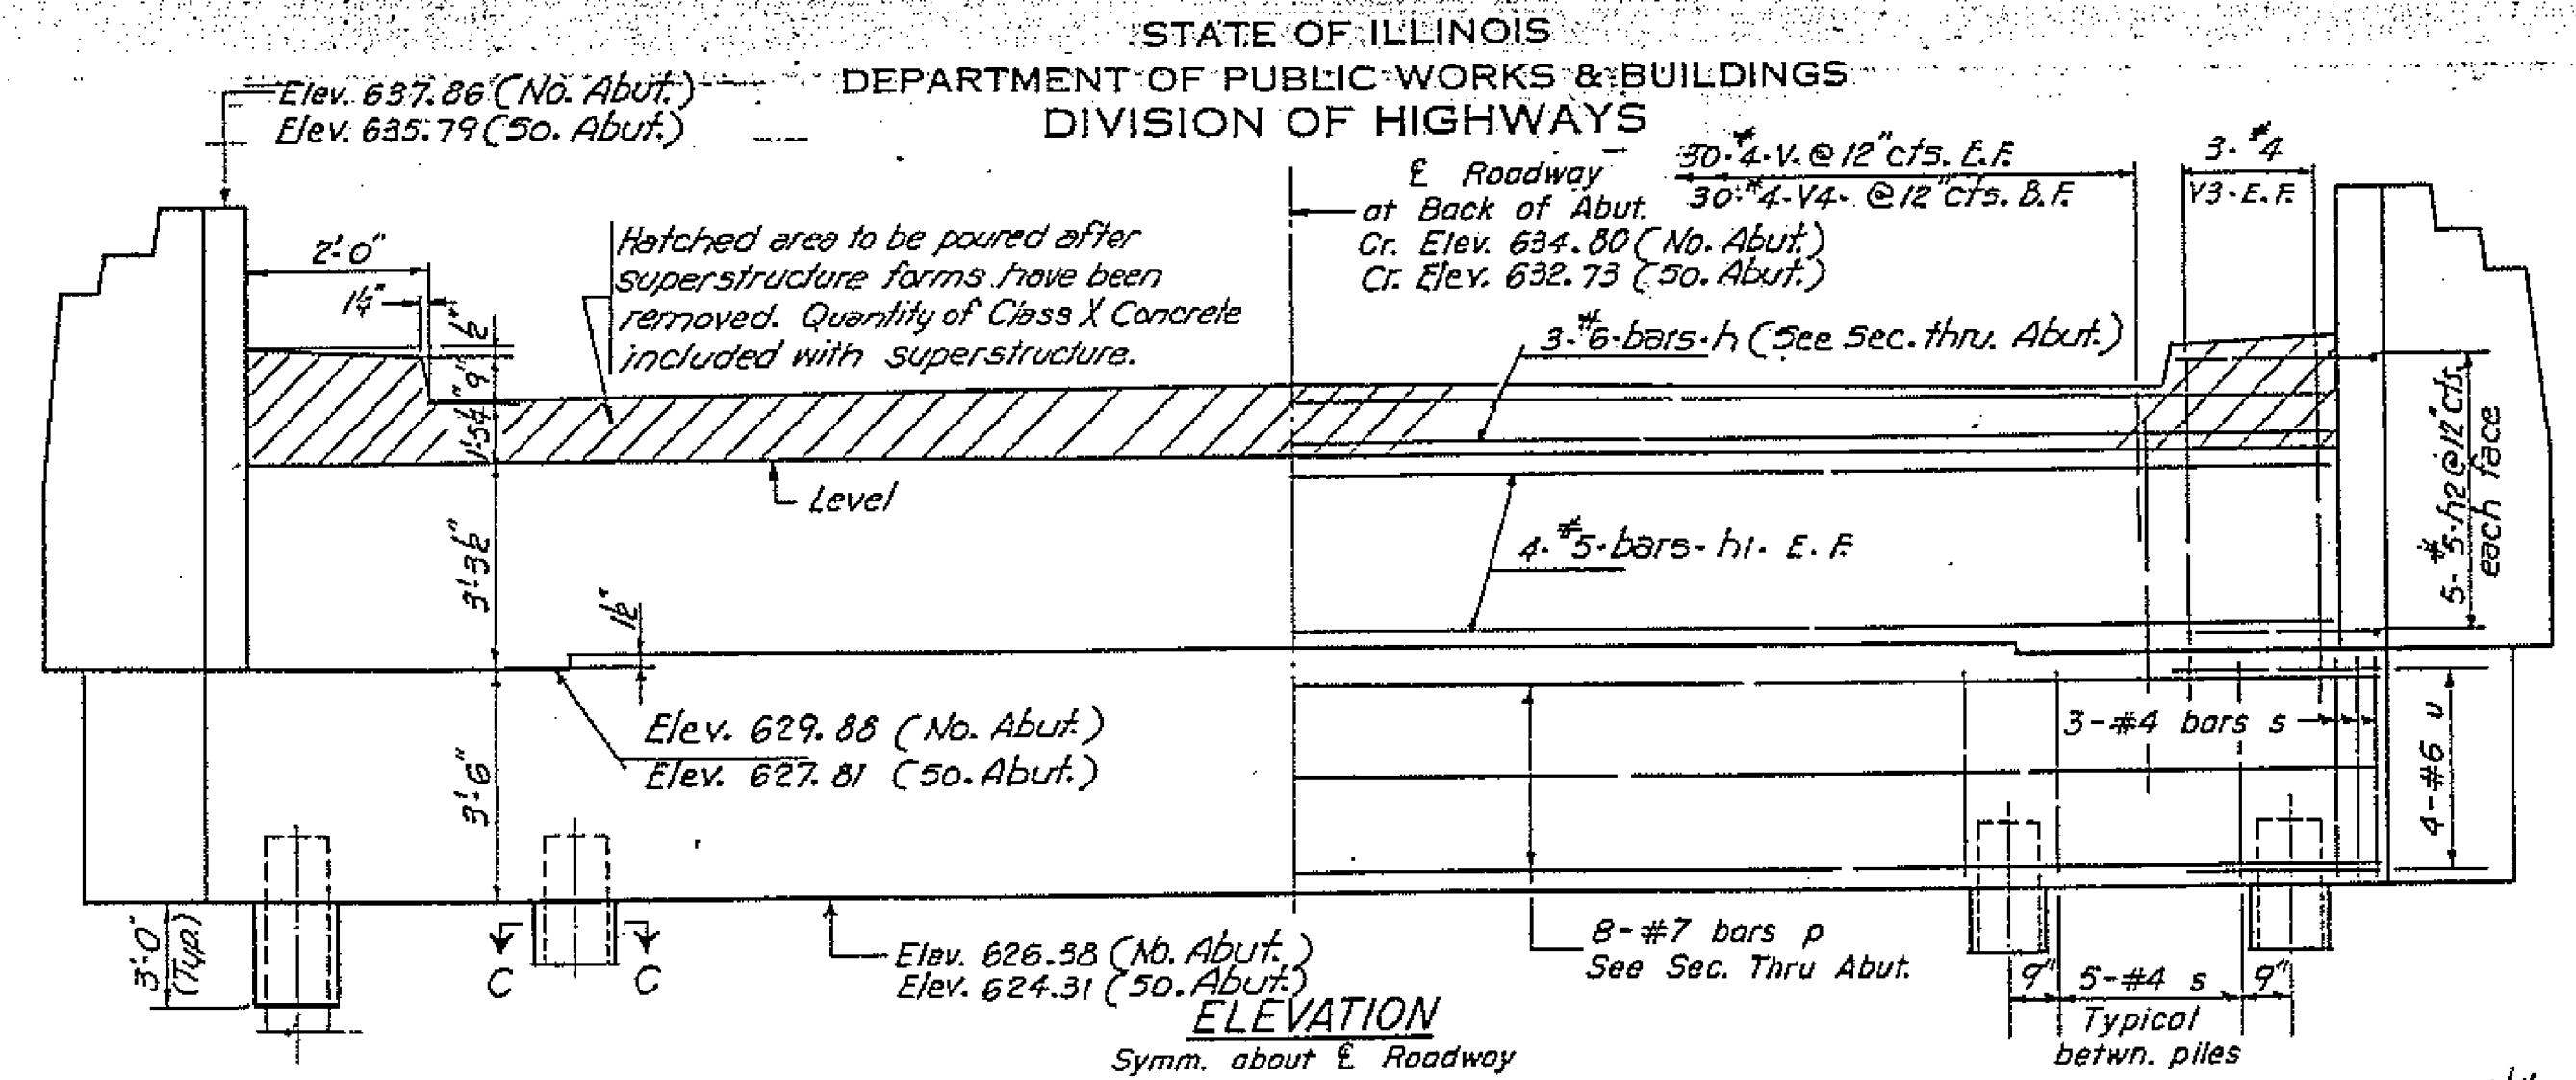 STATE OF ILLINOIS
DEPARTMENT OF PUBLIC WORKS & BUILDINGS
DIVISION OF HIGHWAYS
Elev. 637.86 (No. Abut.)
Elev. 635.79 (So. Abut.)
2'-0"
1¼"
½"
9"
1'-5¼"
3'-3½"
3'-6"
1½"
Hatched area to be poured after
superstructure forms have been
removed. Quantity of Class X Concrete
included with superstructure.
℄ Roadway
at Back of Abut.
Cr. Elev. 634.80 (No. Abut.)
Cr. Elev. 632.73 (So. Abut.)
30-#4-V-@ 12" cts. E.F.
30-#4-V4-@ 12" cts. B.F.
3-#4
V3-E.F.
3-#6-bars-h (See Sec. thru. Abut.)
Level
4-#5-bars-h1-E.F.
5-#5-h2@12" cts.
each face
Elev. 629.88 (No. Abut.)
Elev. 627.81 (So. Abut.)
3-#4 bars s
4-#6 u
3'-0"
(Typ.)
C
C
Elev. 626.38 (No. Abut.)
Elev. 624.31 (So. Abut.)
8-#7 bars p
See Sec. Thru Abut.
9"
5-#4 s
9"
Typical
betwn. piles
ELEVATION
Symm. about ℄ Roadway